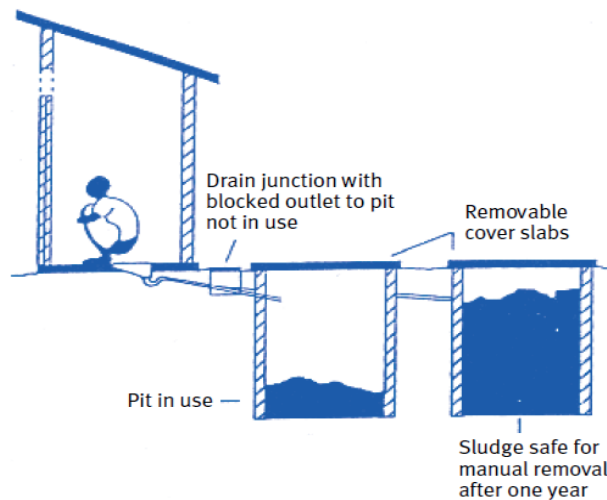 Drain junction with
blocked outlet to pit
not in use
Removable
cover slabs
Pit in use
Sludge safe for
manual removal
after one year